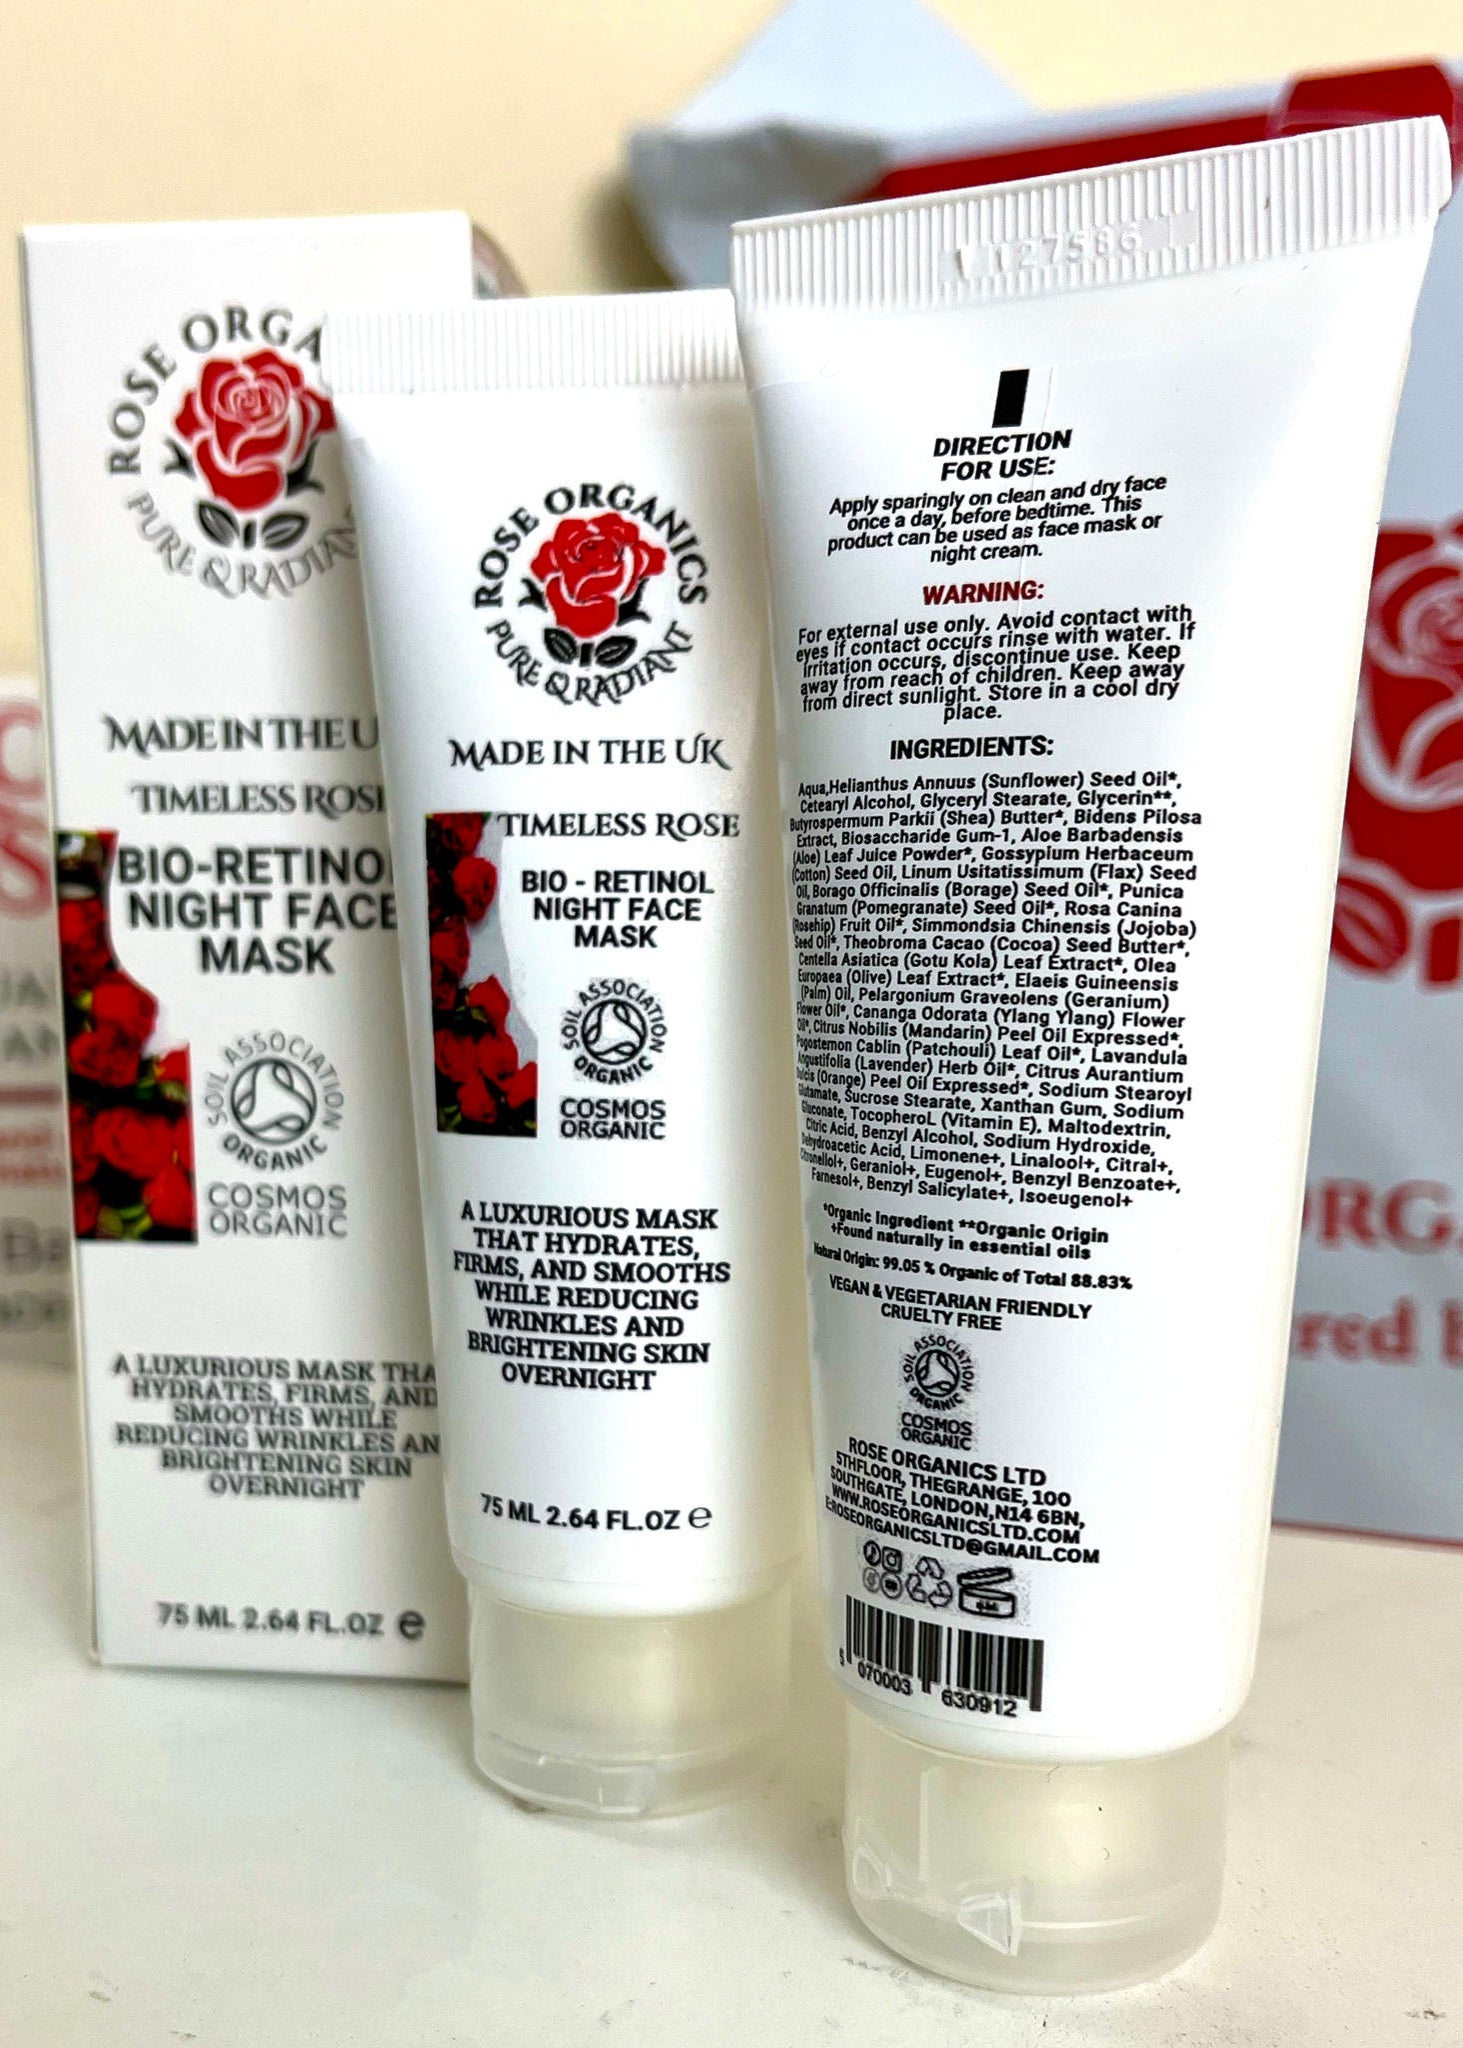 ROSE ORGA
PURE & RADIAN
MADE IN THE U
TIMELESS ROSE
BIO-RETINOL
NIGHT FACE
MASK
SOIL ASSOCIATION
ORGANIC
COSMOS
ORGANIC
A LUXURIOUS MASK THA
HYDRATES, FIRMS, AND
SMOOTHS WHILE
REDUCING WRINKLES AN
BRIGHTENING SKIN
OVERNIGHT
75 ML 2.64 FL.OZ e
ROSE ORGANICS
PURE & RADIANT
MADE IN THE UK
TIMELESS ROSE
BIO - RETINOL
NIGHT FACE
MASK
SOIL ASSOCIATION
ORGANIC
COSMOS
ORGANIC
A LUXURIOUS MASK
THAT HYDRATES,
FIRMS, AND SMOOTHS
WHILE REDUCING
WRINKLES AND
BRIGHTENING SKIN
OVERNIGHT
75 ML 2.64 FL.OZ e
27586
DIRECTION
FOR USE:
Apply sparingly on clean and dry face
once a day, before bedtime. This
product can be used as face mask or
night cream.
WARNING:
For external use only. Avoid contact with
eyes if contact occurs rinse with water. If
irritation occurs, discontinue use. Keep
away from reach of children. Keep away
from direct sunlight. Store in a cool dry
place.
INGREDIENTS:
Aqua,Helianthus Annuus (Sunflower) Seed Oil*,
Cetearyl Alcohol, Glyceryl Stearate, Glycerin**,
Butyrospermum Parkii (Shea) Butter*, Bidens Pilosa
Extract, Biosaccharide Gum-1, Aloe Barbadensis
(Aloe) Leaf Juice Powder*, Gossypium Herbaceum
(Cotton) Seed Oil, Linum Usitatissimum (Flax) Seed
Oil, Borago Officinalis (Borage) Seed Oil*, Punica
Granatum (Pomegranate) Seed Oil*, Rosa Canina
(Rosehip) Fruit Oil*, Simmondsia Chinensis (Jojoba)
Seed Oil*, Theobroma Cacao (Cocoa) Seed Butter*,
Centella Asiatica (Gotu Kola) Leaf Extract*, Olea
Europaea (Olive) Leaf Extract*, Elaeis Guineensis
(Palm) Oil, Pelargonium Graveolens (Geranium)
Flower Oil*, Cananga Odorata (Ylang Ylang) Flower
Oil*, Citrus Nobilis (Mandarin) Peel Oil Expressed*,
Pogostemon Cablin (Patchouli) Leaf Oil*, Lavandula
Angustifolia (Lavender) Herb Oil*, Citrus Aurantium
Dulcis (Orange) Peel Oil Expressed*, Sodium Stearoyl
Glutamate, Sucrose Stearate, Xanthan Gum, Sodium
Gluconate, TocopheroL (Vitamin E), Maltodextrin,
Citric Acid, Benzyl Alcohol, Sodium Hydroxide,
Dehydroacetic Acid, Limonene+, Linalool+, Citral+,
Citronellol+, Geraniol+, Eugenol+, Benzyl Benzoate+,
Farnesol+, Benzyl Salicylate+, Isoeugenol+
*Organic Ingredient **Organic Origin
+Found naturally in essential oils
Natural Origin: 99.05 % Organic of Total 88.83%
VEGAN & VEGETARIAN FRIENDLY
CRUELTY FREE
SOIL ASSOCIATION
ORGANIC
COSMOS
ORGANIC
ROSE ORGANICS LTD
5THFLOOR, THEGRANGE, 100
SOUTHGATE, LONDON,N14 6BN,
WWW.ROSEORGANICSLTD.COM
E:ROSEORGANICSLTD@GMAIL.COM
5 070003 630912
ORGA
red b